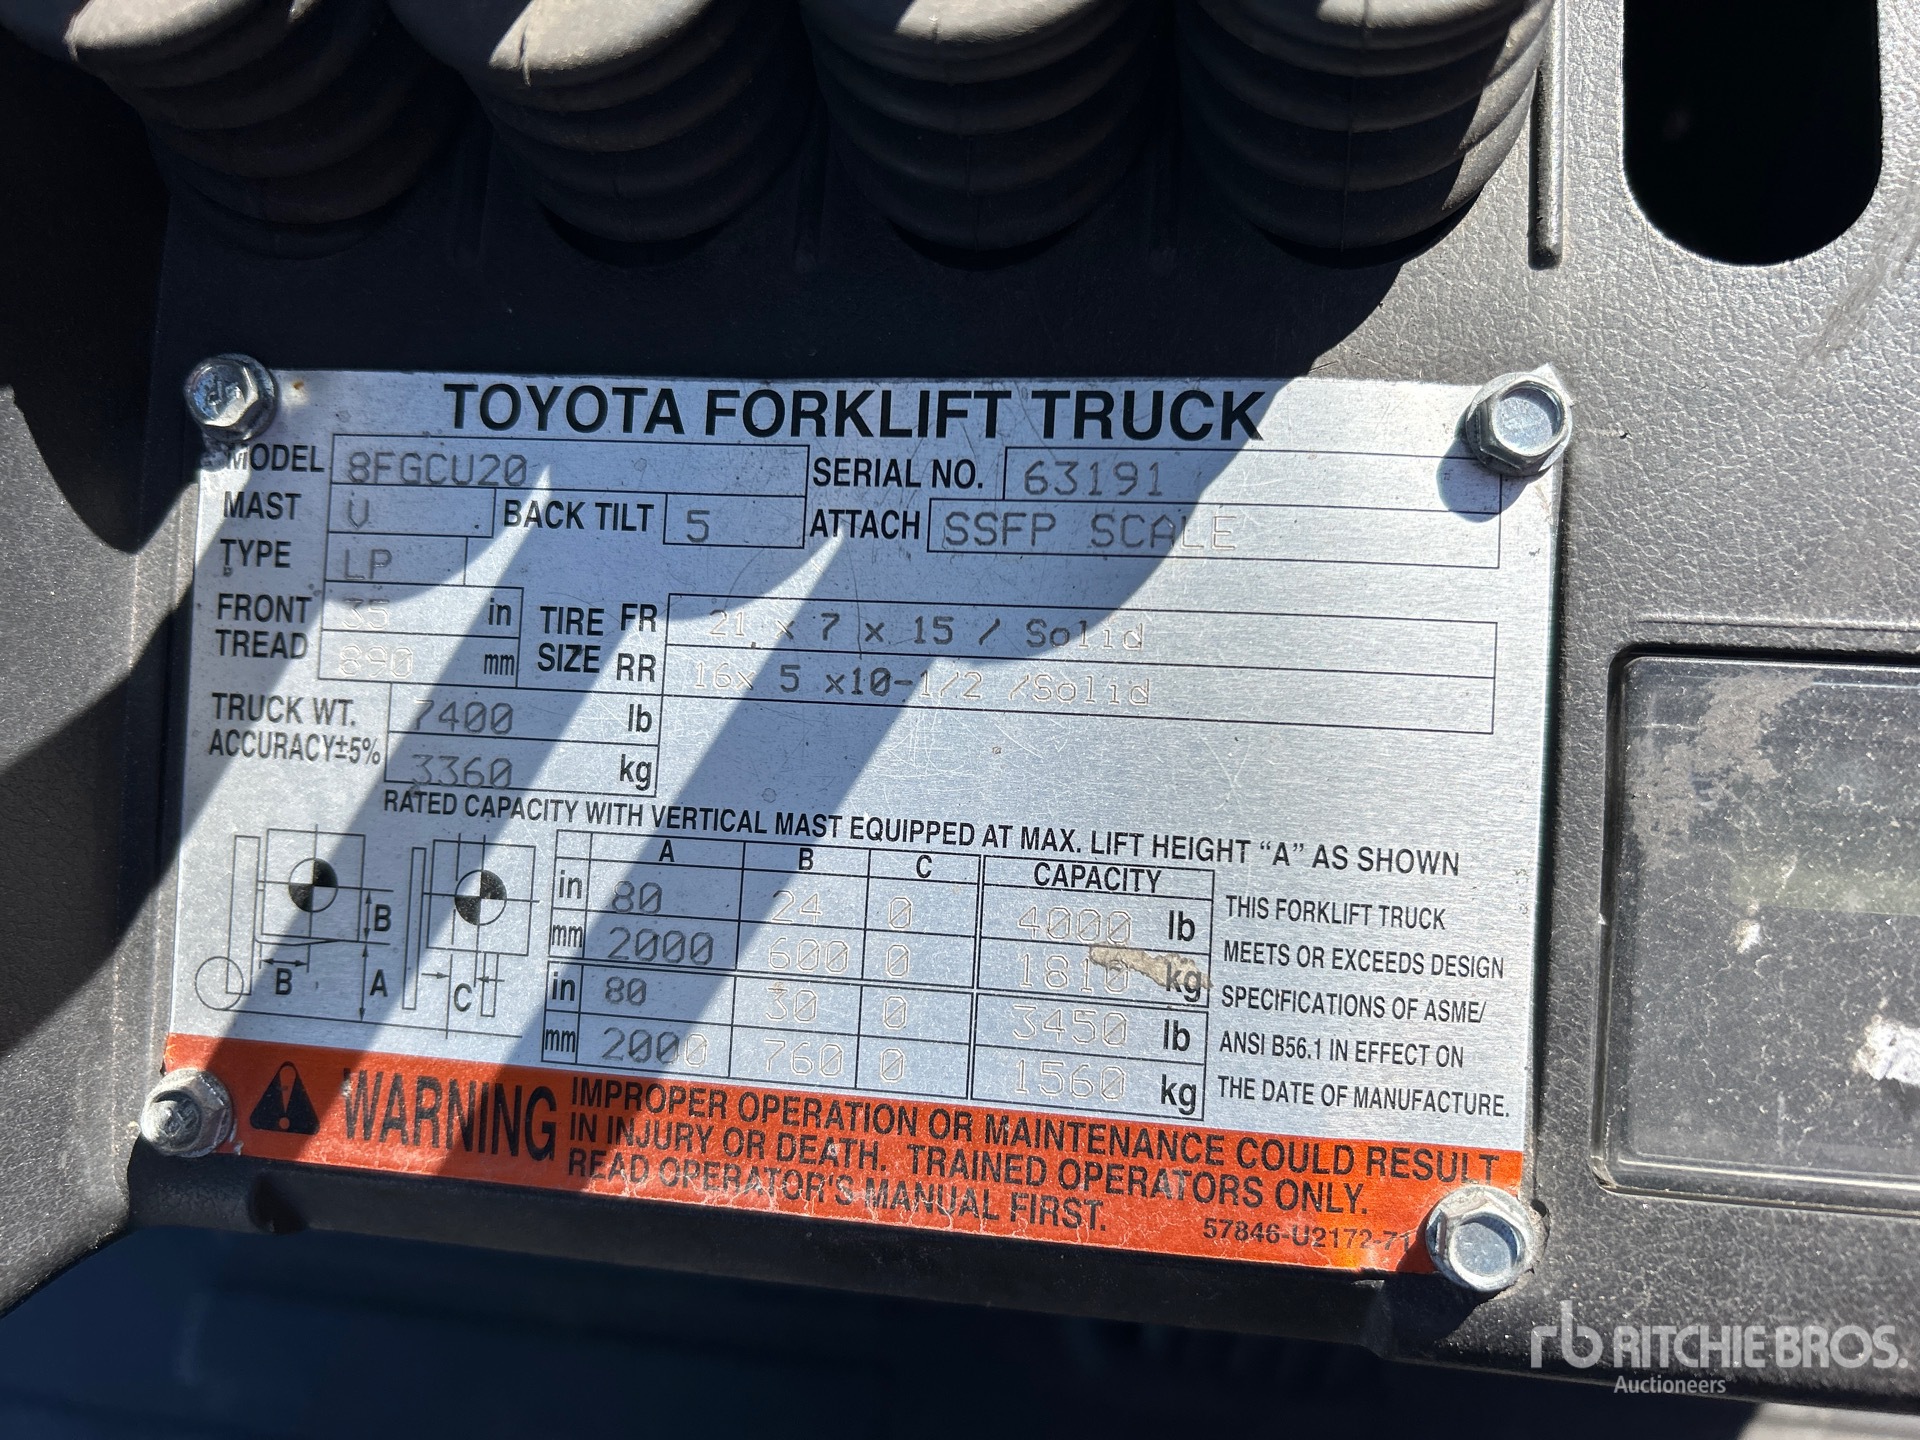 TOYOTA FORKLIFT TRUCK
MODEL 8FGCU20 SERIAL NO. 63191
MAST V BACK TILT 5 ATTACH SSFP SCALE
TYPE LP
FRONT TREAD 35 in TIRE SIZE FR 21 x 7 x 15 / Solid
890 mm RR 16x 5 x10-1/2 /Solid
TRUCK WT. 7400 lb
ACCURACY±5% 3360 kg
RATED CAPACITY WITH VERTICAL MAST EQUIPPED AT MAX. LIFT HEIGHT “A” AS SHOWN
A B C CAPACITY
in 80 24 0 4000 lb
mm 2000 600 0 1810 kg
in 80 30 0 3450 lb
mm 2000 760 0 1560 kg
B
B A C
THIS FORKLIFT TRUCK
MEETS OR EXCEEDS DESIGN
SPECIFICATIONS OF ASME/
ANSI B56.1 IN EFFECT ON
THE DATE OF MANUFACTURE.
WARNING
IMPROPER OPERATION OR MAINTENANCE COULD RESULT
IN INJURY OR DEATH. TRAINED OPERATORS ONLY.
READ OPERATOR'S MANUAL FIRST.
57846-U2172-71
rb RITCHIE BROS.
Auctioneers